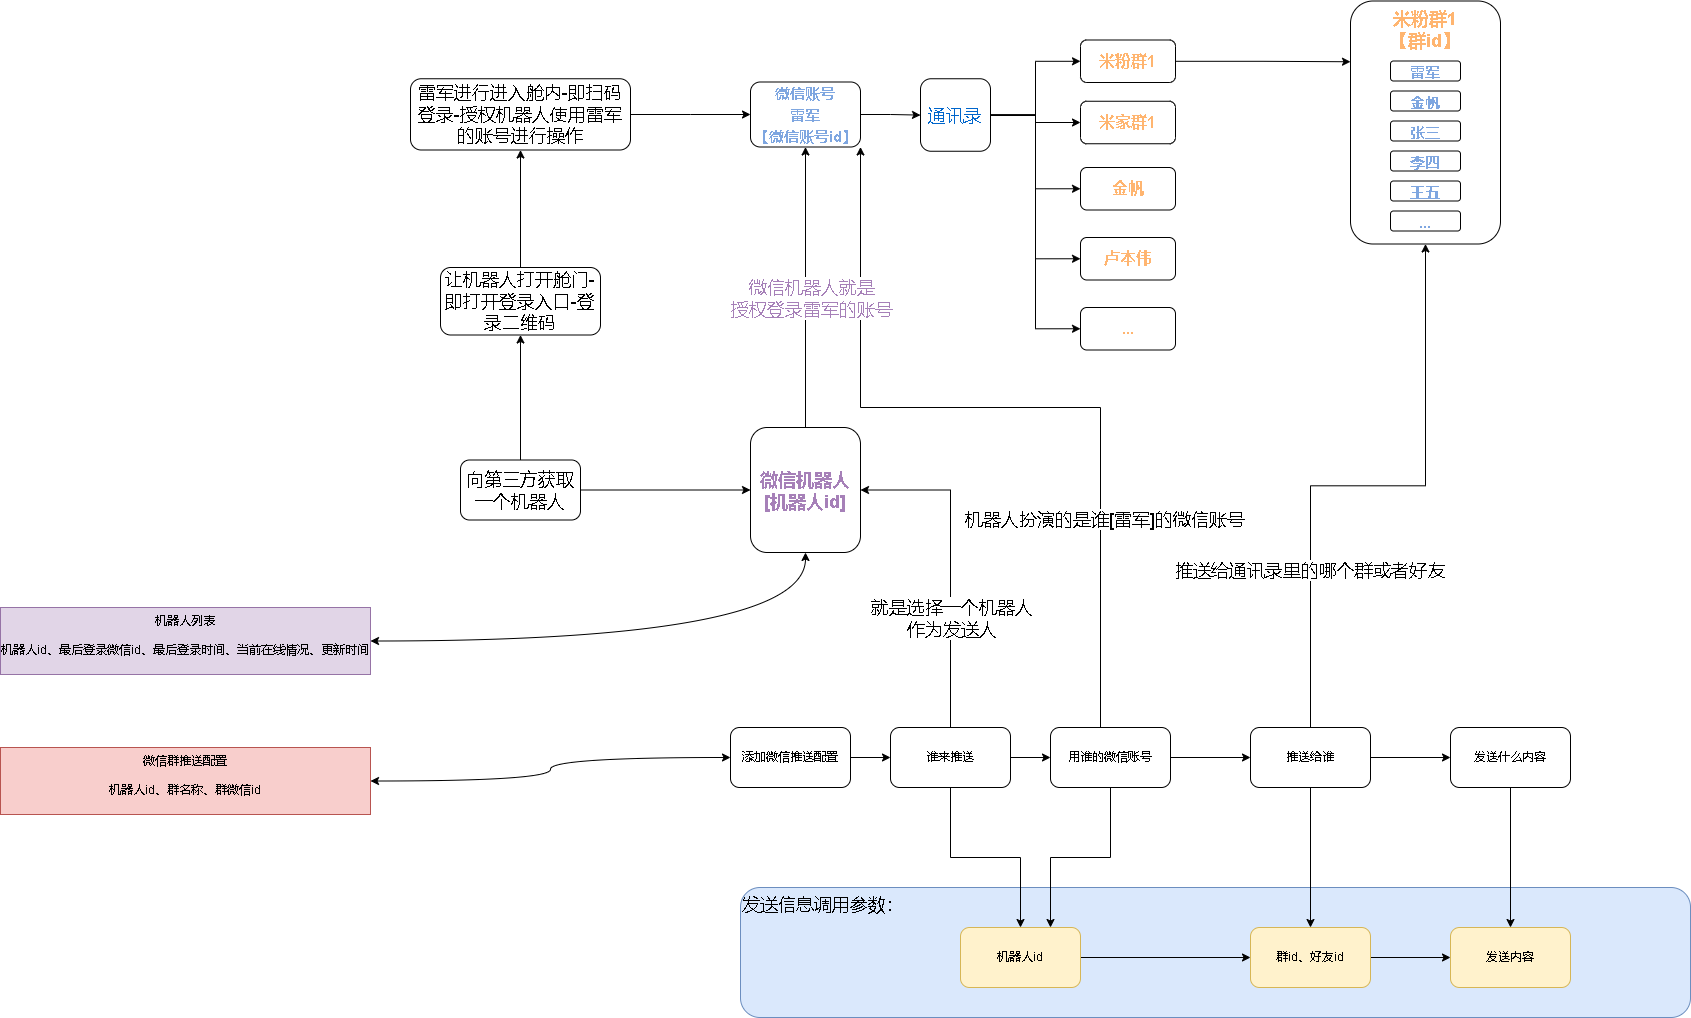 米粉群1
【群id】
雷军
金帆
张三
李四
王五
...
雷军进行进入舱内-即扫码
登录-授权机器人使用雷军
的账号进行操作
微信账号
雷军
【微信账号id】
通讯录
米粉群1
米家群1
金帆
卢本伟
...
让机器人打开舱门-
即打开登录入口-登
录二维码
微信机器人就是
授权登录雷军的账号
向第三方获取
一个机器人
微信机器人
[机器人id]
机器人扮演的是谁[雷军]的微信账号
推送给通讯录里的哪个群或者好友
就是选择一个机器人
作为发送人
机器人列表
机器人id、最后登录微信id、最后登录时间、当前在线情况、更新时间
微信群推送配置
机器人id、群名称、群微信id
添加微信推送配置
谁来推送
用谁的微信账号
推送给谁
发送什么内容
发送信息调用参数：
机器人id
群id、好友id
发送内容